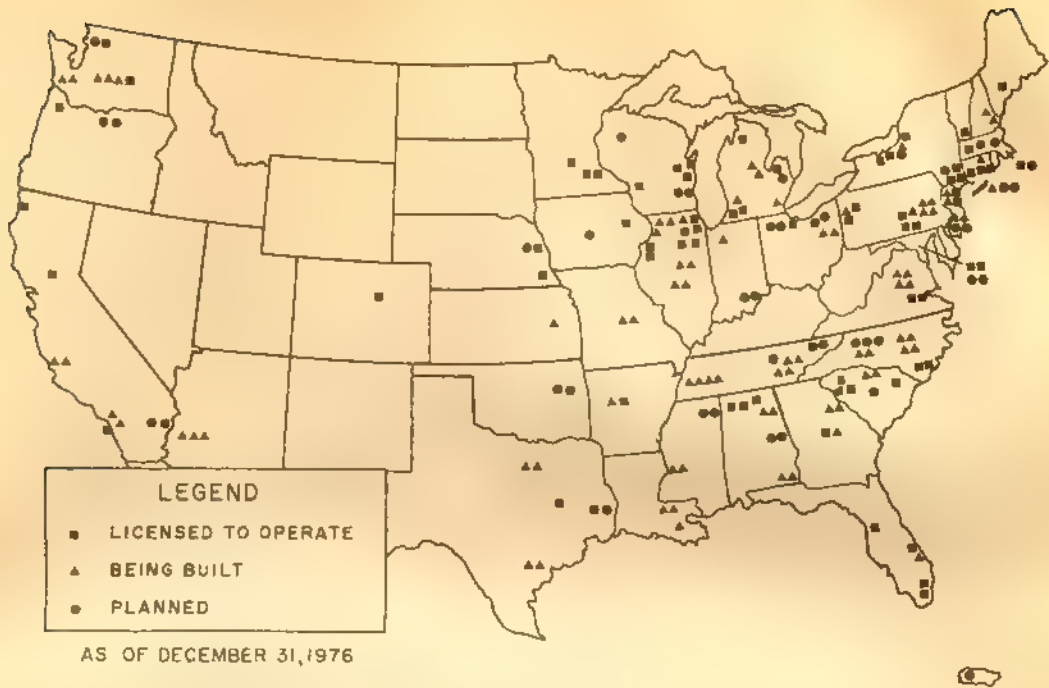 LEGEND
LICENSED TO OPERATE
BEING BUILT
PLANNED
AS OF DECEMBER 31, 1976